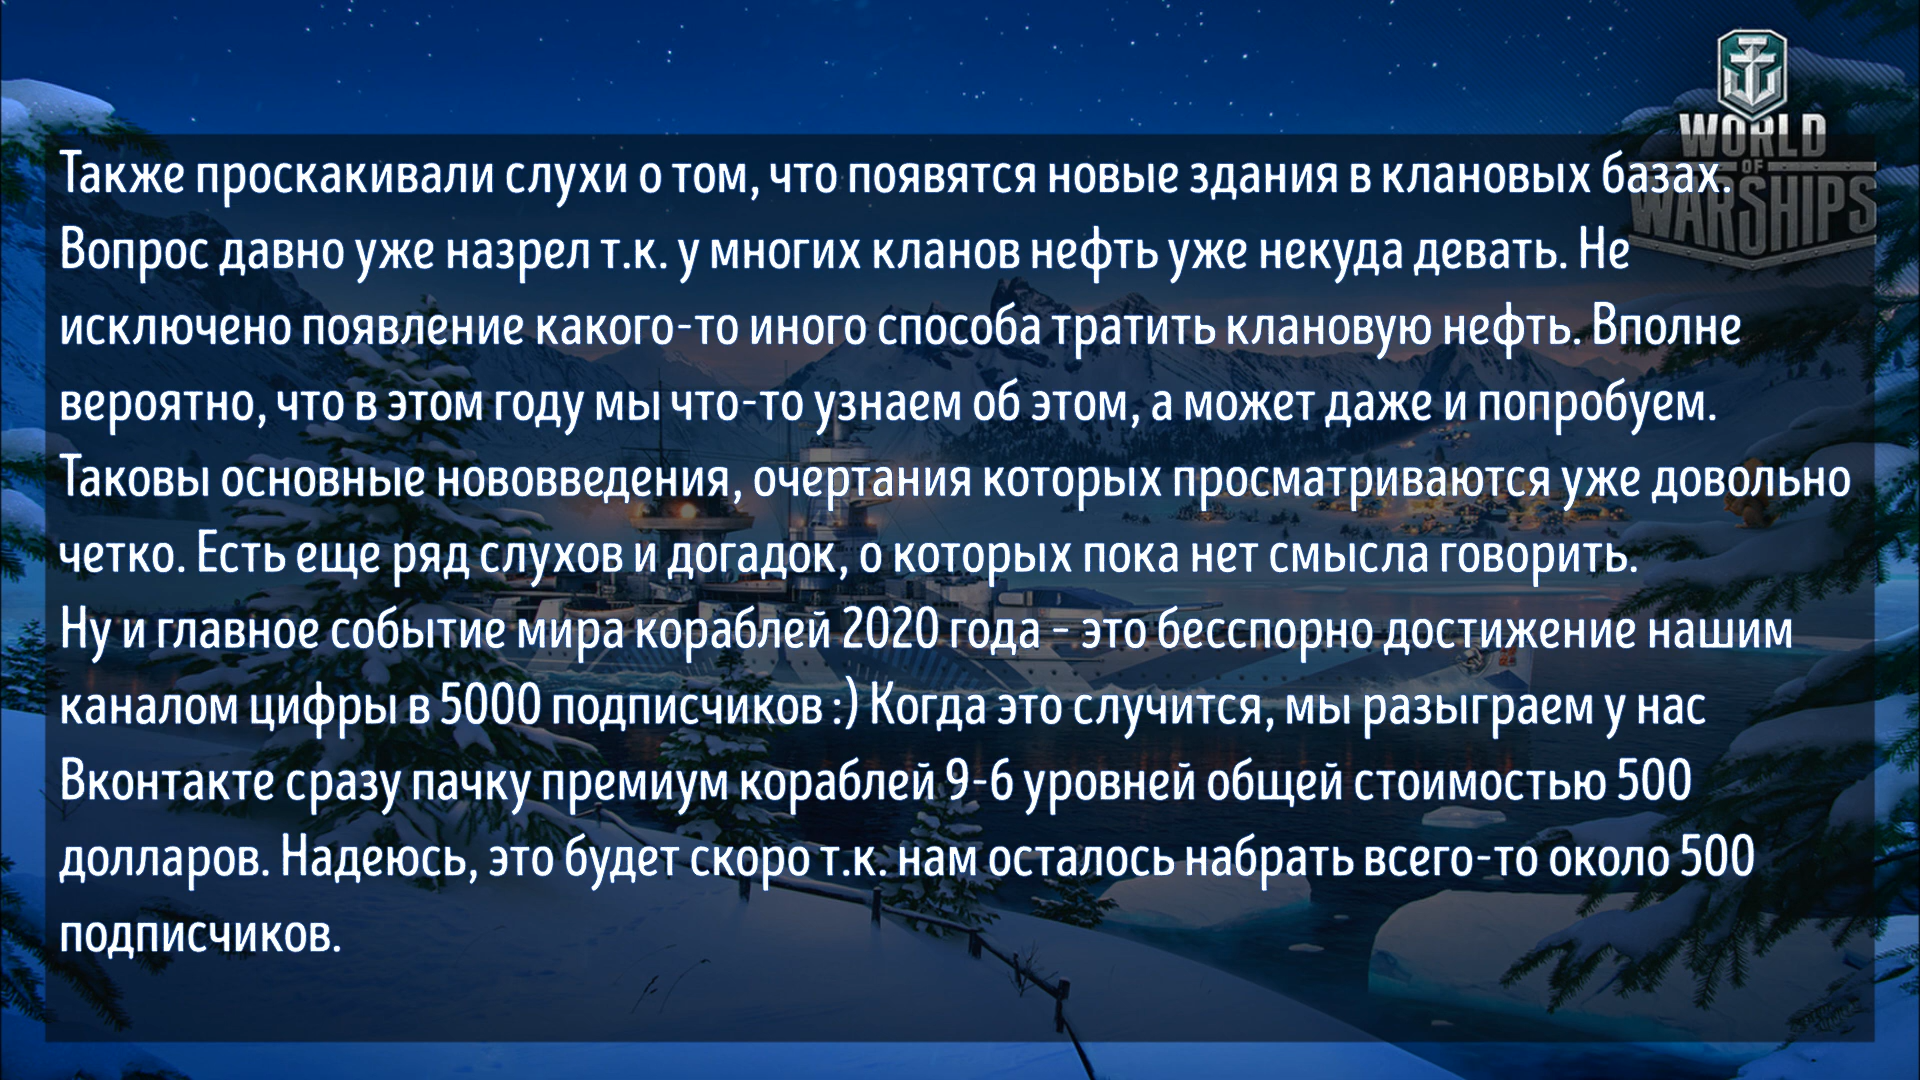 WORLD
OF
WARSHIPS
Также проскакивали слухи о том, что появятся новые здания в клановых базах.
Вопрос давно уже назрел т.к. у многих кланов нефть уже некуда девать. Не
исключено появление какого-то иного способа тратить клановую нефть. Вполне
вероятно, что в этом году мы что-то узнаем об этом, а может даже и попробуем.
Таковы основные нововведения, очертания которых просматриваются уже довольно
четко. Есть еще ряд слухов и догадок, о которых пока нет смысла говорить.
Ну и главное событие мира кораблей 2020 года - это бесспорно достижение нашим
каналом цифры в 5000 подписчиков :) Когда это случится, мы разыграем у нас
Вконтакте сразу пачку премиум кораблей 9-6 уровней общей стоимостью 500
долларов. Надеюсь, это будет скоро т.к. нам осталось набрать всего-то около 500
подписчиков.